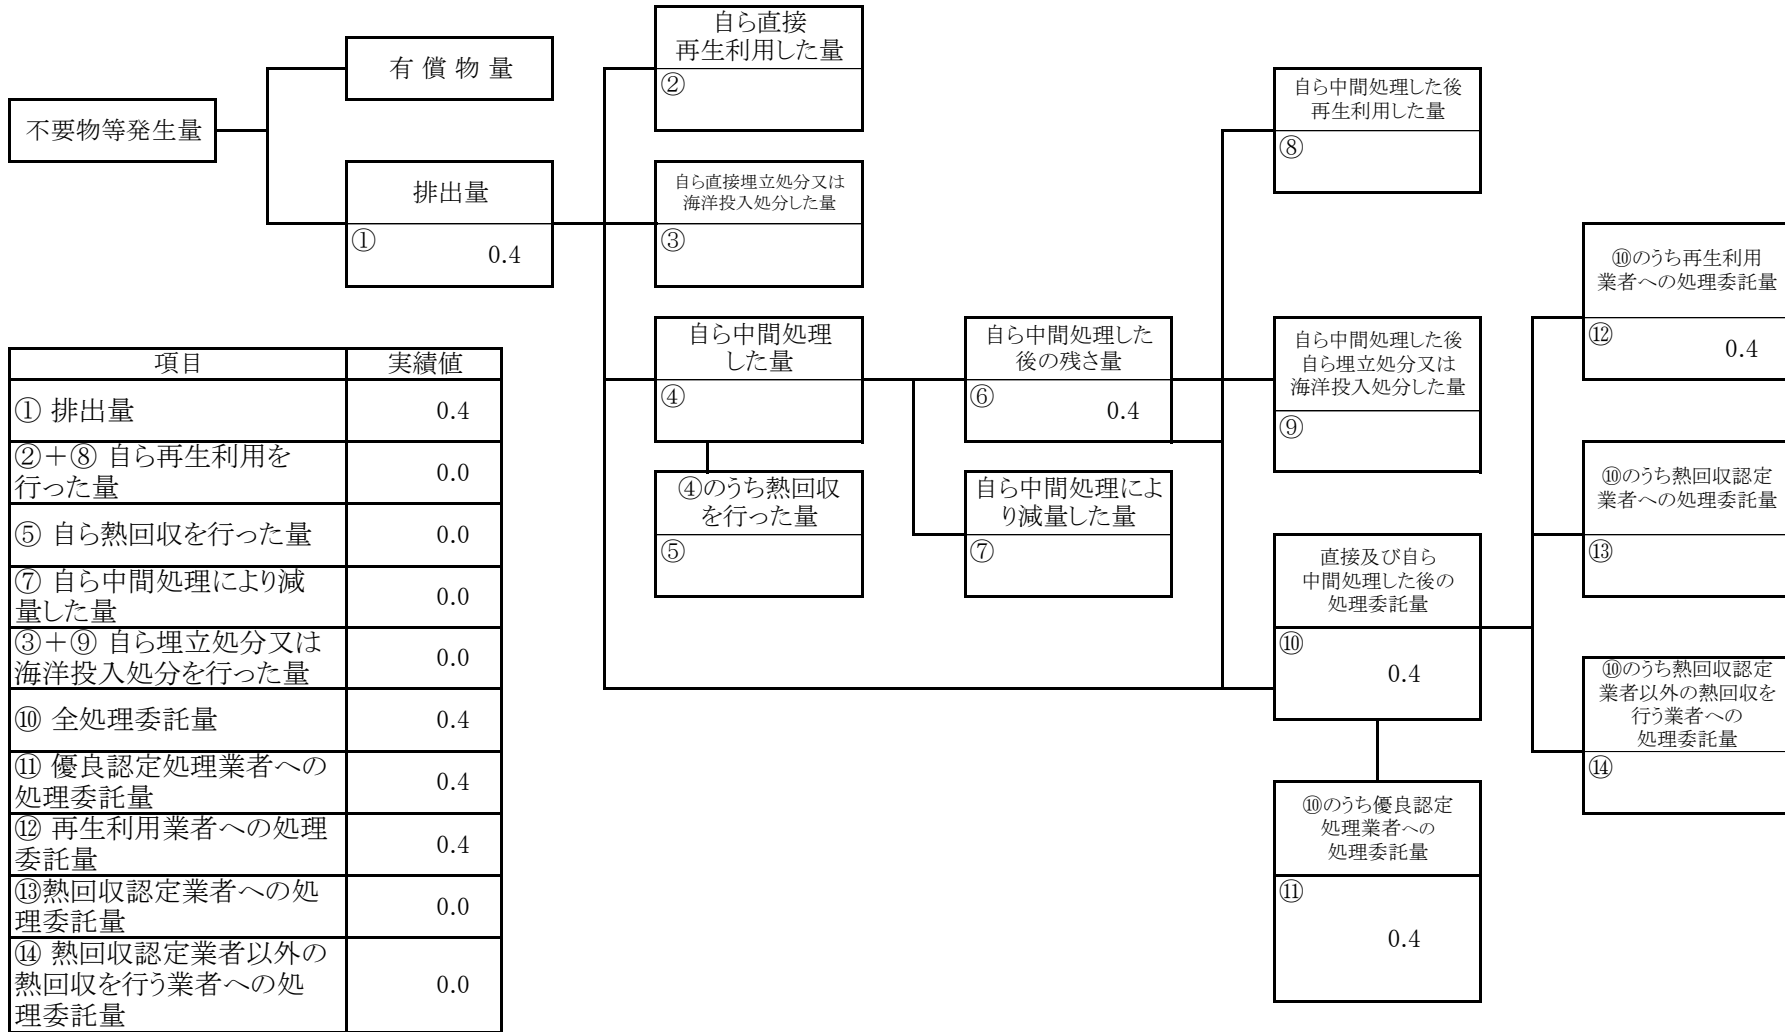 不要物等発生量
有償物量
排出量
①
0.4
自ら直接
再生利用した量
②
自ら直接埋立処分又は
海洋投入処分した量
③
自ら中間処理
した量
④
④のうち熱回収
を行った量
⑤
自ら中間処理した
後の残さ量
⑥
0.4
自ら中間処理によ
り減量した量
⑦
自ら中間処理した後
再生利用した量
⑧
自ら中間処理した後
自ら埋立処分又は
海洋投入処分した量
⑨
直接及び自ら
中間処理した後の
処理委託量
⑩
0.4
⑩のうち優良認定
処理業者への
処理委託量
⑪
0.4
⑩のうち再生利用
業者への処理委託量
⑫
0.4
⑩のうち熱回収認定
業者への処理委託量
⑬
⑩のうち熱回収認定
業者以外の熱回収を
行う業者への
処理委託量
⑭
項目 実績値
① 排出量 0.4
②+⑧ 自ら再生利用を
行った量 0.0
⑤ 自ら熱回収を行った量 0.0
⑦ 自ら中間処理により減
量した量 0.0
③+⑨ 自ら埋立処分又は
海洋投入処分を行った量 0.0
⑩ 全処理委託量 0.4
⑪ 優良認定処理業者への
処理委託量 0.4
⑫ 再生利用業者への処理
委託量 0.4
⑬熱回収認定業者への処
理委託量 0.0
⑭ 熱回収認定業者以外の
熱回収を行う業者への処
理委託量 0.0